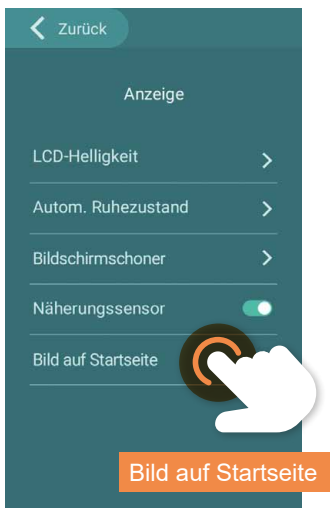 Zurück
Anzeige
LCD-Helligkeit
Autom. Ruhezustand
Bildschirmschoner
Näherungssensor
Bild auf Startseite
Bild auf Startseite